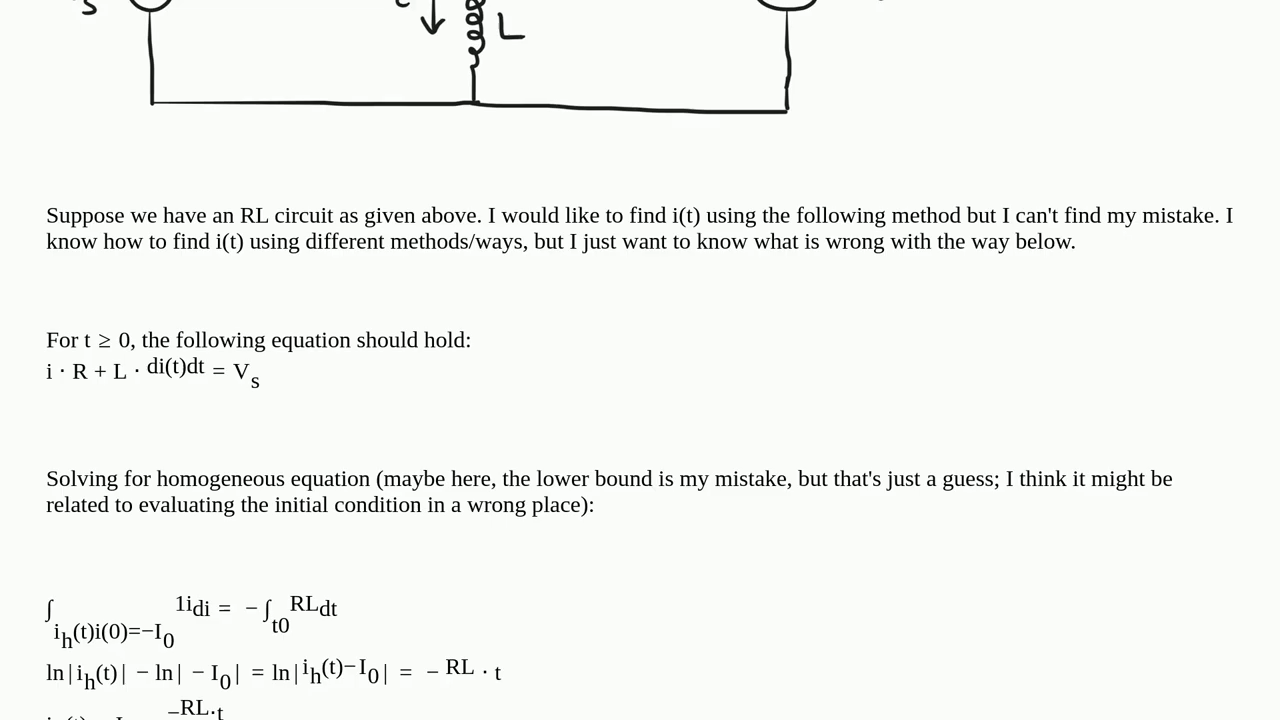 s
L
Suppose we have an RL circuit as given above. I would like to find i(t) using the following method but I can't find my mistake. I
know how to find i(t) using different methods/ways, but I just want to know what is wrong with the way below.
For t ≥ 0, the following equation should hold:
i · R + L · di(t)dt = Vs
Solving for homogeneous equation (maybe here, the lower bound is my mistake, but that's just a guess; I think it might be
related to evaluating the initial condition in a wrong place):
∫ih(t)i(0)=−I0 1idi = −∫t0 RLdt
ln|ih(t)| − ln| − I0| = ln|ih(t)−I0| = − RL · t
−RL·t